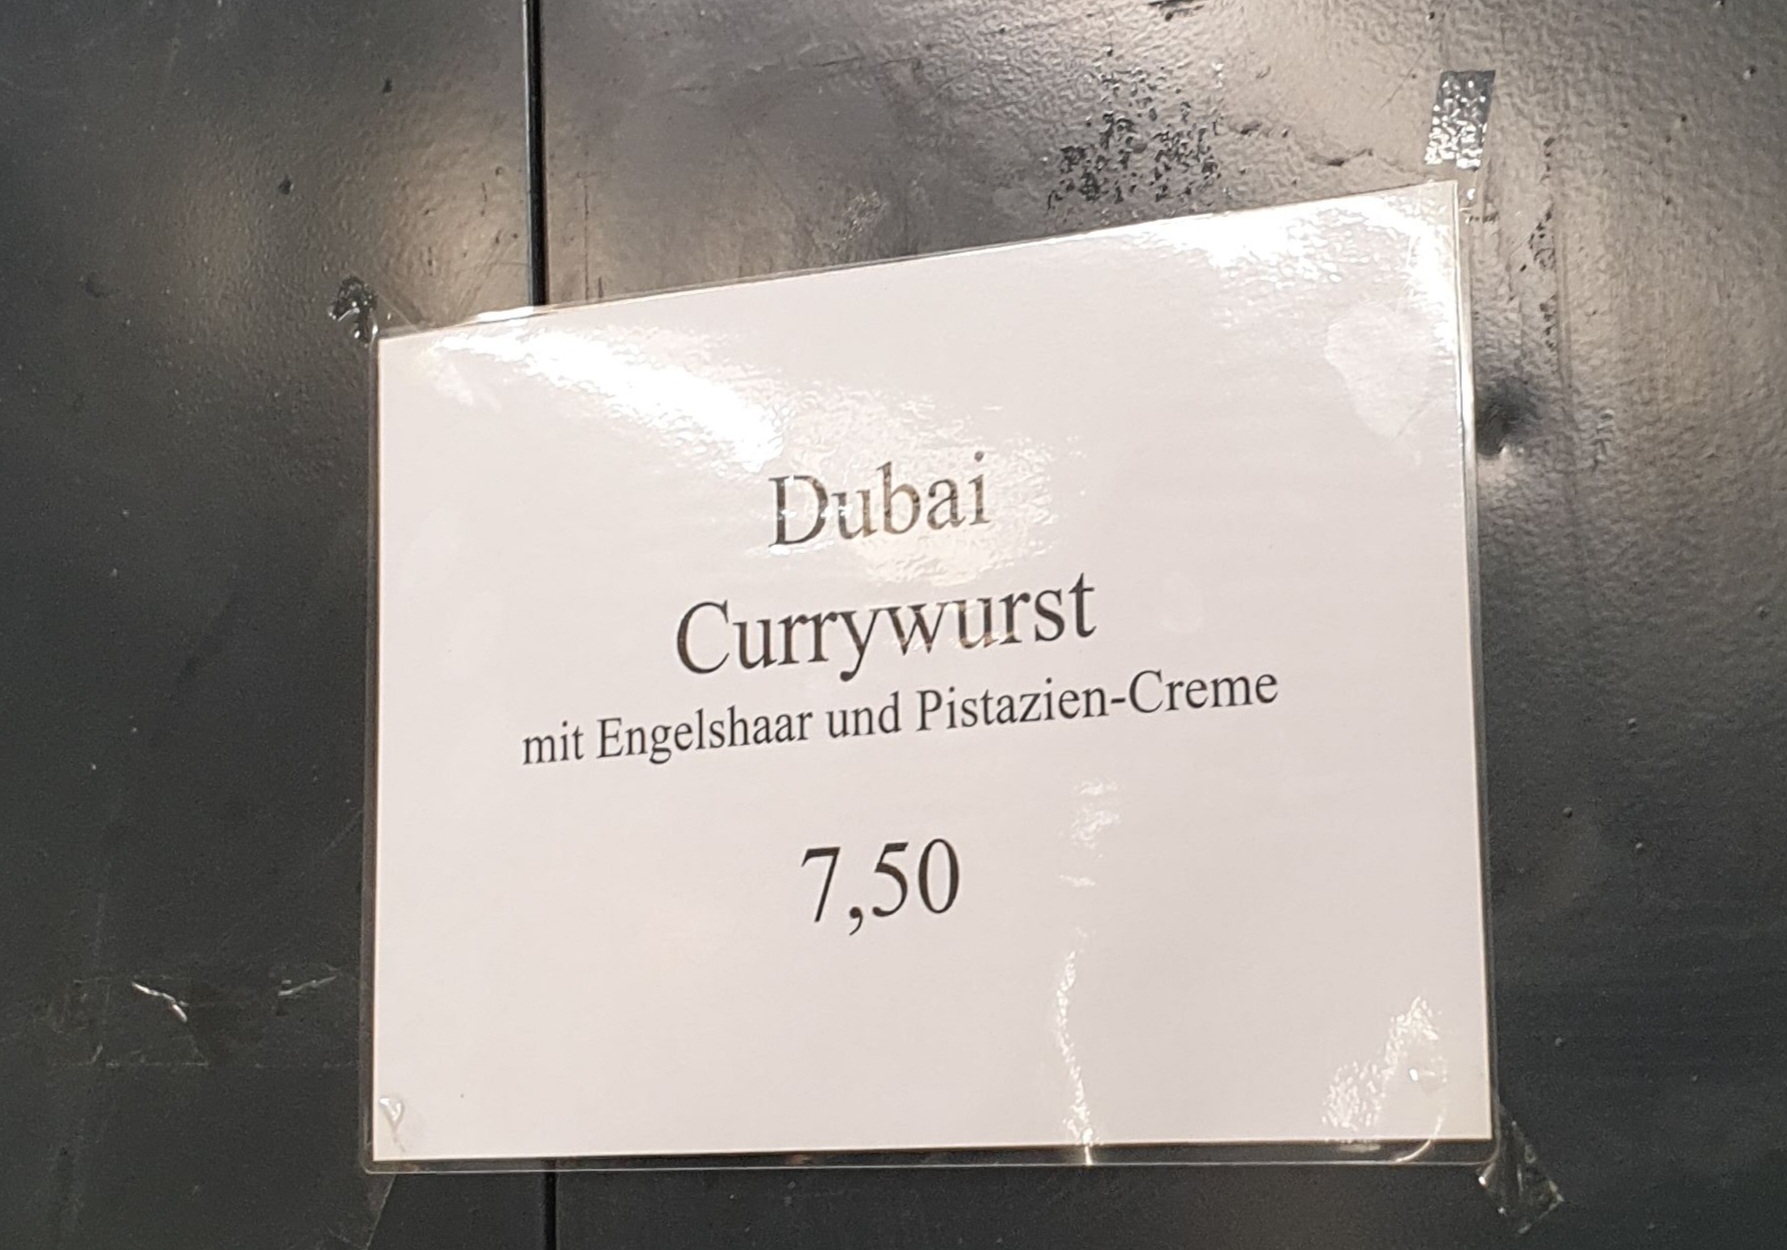 Dubai
Currywurst
mit Engelshaar und Pistazien-Creme
7,50